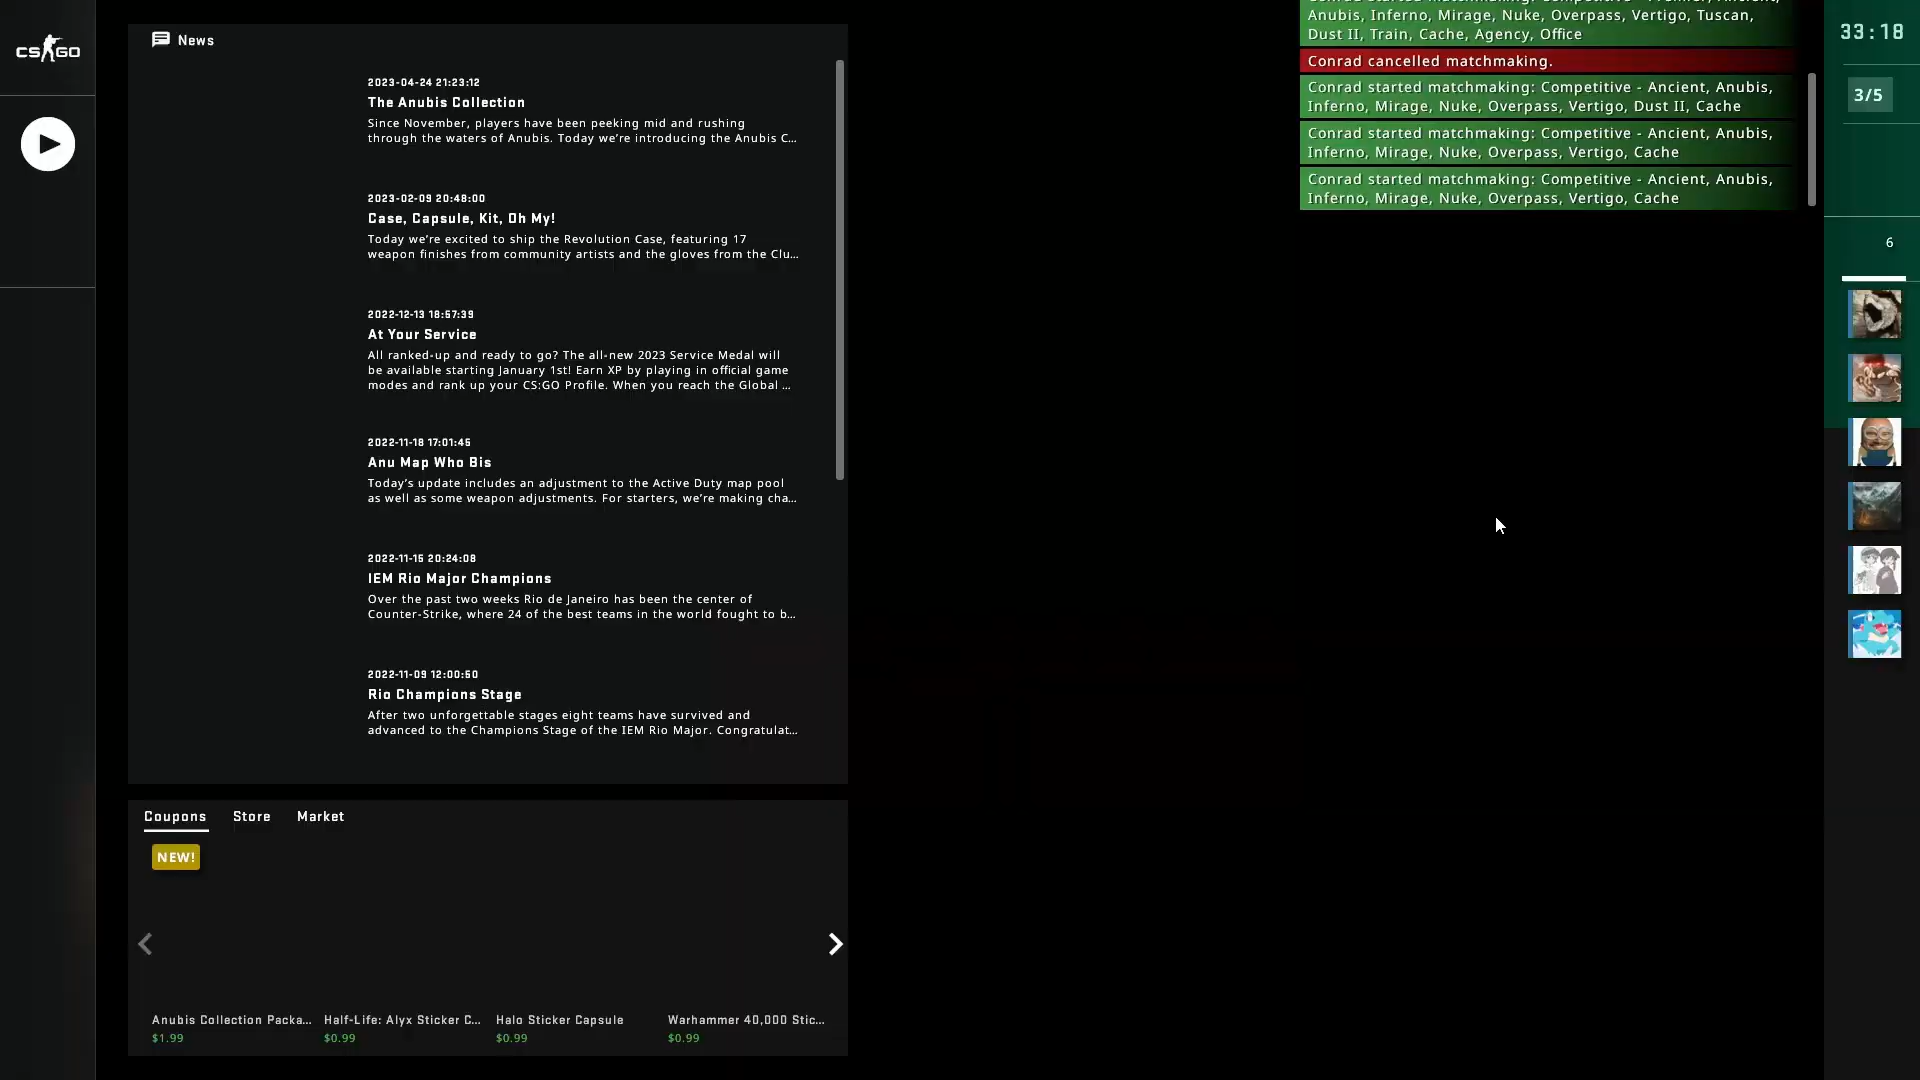 CS GO
News
2023-04-24 21:23:12
The Anubis Collection
Since November, players have been peeking mid and rushing
through the waters of Anubis. Today we're introducing the Anubis C...
2023-02-09 20:48:00
Case, Capsule, Kit, Oh My!
Today we're excited to ship the Revolution Case, featuring 17
weapon finishes from community artists and the gloves from the Clu...
2022-12-13 18:57:39
At Your Service
All ranked-up and ready to go? The all-new 2023 Service Medal will
be available starting January 1st! Earn XP by playing in official game
modes and rank up your CS:GO Profile. When you reach the Global ...
2022-11-18 17:01:45
Anu Map Who Bis
Today's update includes an adjustment to the Active Duty map pool
as well as some weapon adjustments. For starters, we're making cha...
2022-11-15 20:24:08
IEM Rio Major Champions
Over the past two weeks Rio de Janeiro has been the center of
Counter-Strike, where 24 of the best teams in the world fought to b...
2022-11-09 12:00:50
Rio Champions Stage
After two unforgettable stages eight teams have survived and
advanced to the Champions Stage of the IEM Rio Major. Congratulat...
Coupons Store Market
NEW!
Anubis Collection Packa... Half-Life: Alyx Sticker C... Halo Sticker Capsule Warhammer 40,000 Stic...
$1.99 $0.99 $0.99 $0.99
Anubis, Inferno, Mirage, Nuke, Overpass, Vertigo, Tuscan,
Dust II, Train, Cache, Agency, Office
Conrad cancelled matchmaking.
Conrad started matchmaking: Competitive - Ancient, Anubis,
Inferno, Mirage, Nuke, Overpass, Vertigo, Dust II, Cache
Conrad started matchmaking: Competitive - Ancient, Anubis,
Inferno, Mirage, Nuke, Overpass, Vertigo, Cache
Conrad started matchmaking: Competitive - Ancient, Anubis,
Inferno, Mirage, Nuke, Overpass, Vertigo, Cache
33:18
3/5
6